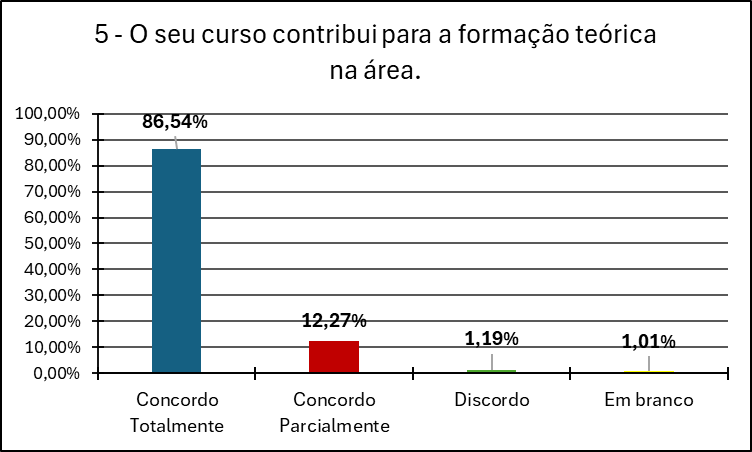 5 - O seu curso contribui para a formação teórica
na área.
100,00%
90,00%
80,00%
70,00%
60,00%
50,00%
40,00%
30,00%
20,00%
10,00%
0,00%
86,54%
12,27%
1,19%
1,01%
Concordo
Totalmente
Concordo
Parcialmente
Discordo
Em branco